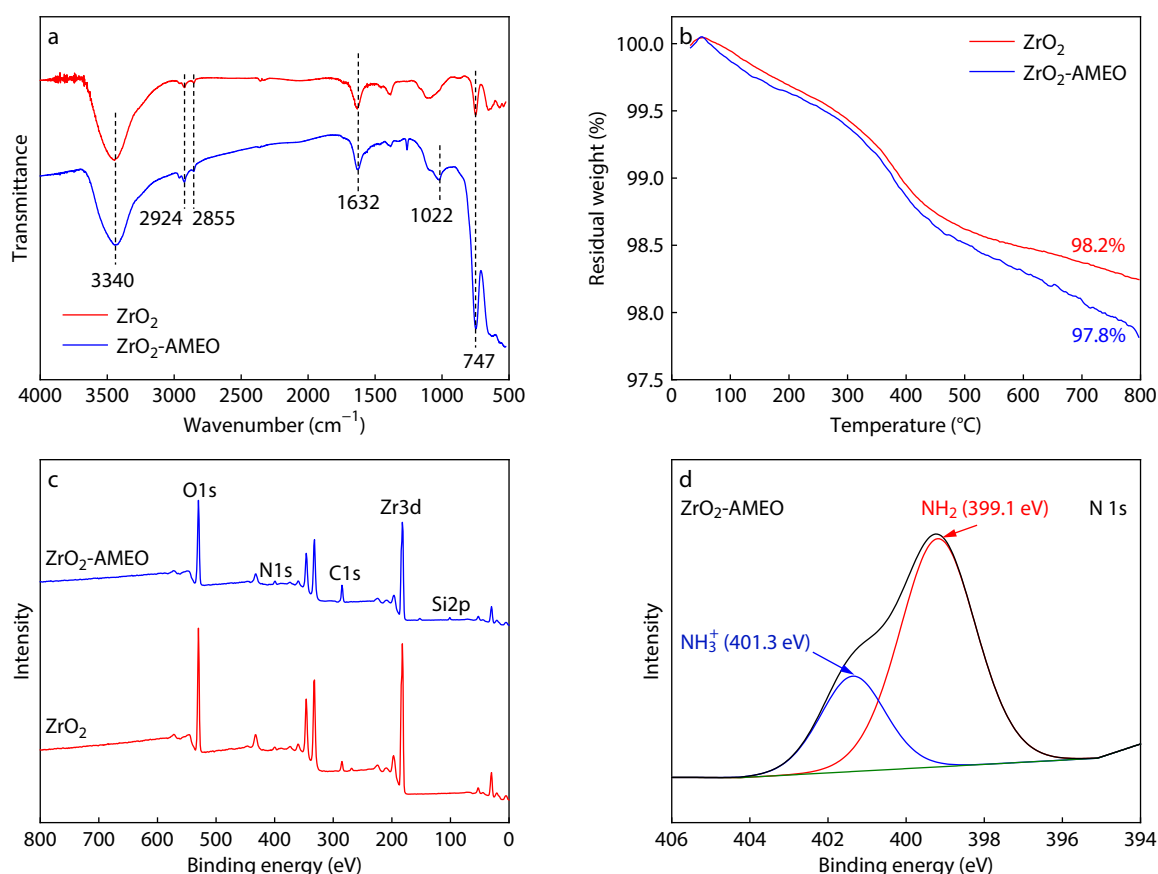 a
Transmittance
2924
2855
1632
1022
3340
747
ZrO₂
ZrO₂-AMEO
4000 3500 3000 2500 2000 1500 1000 500
Wavenumber (cm⁻¹)
b
ZrO₂
ZrO₂-AMEO
Residual weight (%)
100.0
99.5
99.0
98.5
98.0
97.5
98.2%
97.8%
0 100 200 300 400 500 600 700 800
Temperature (°C)
c
O1s
Zr3d
ZrO₂-AMEO
N1s
C1s
Si2p
ZrO₂
Intensity
800 700 600 500 400 300 200 100 0
Binding energy (eV)
d
ZrO₂-AMEO
NH₂ (399.1 eV)
N 1s
NH₃⁺ (401.3 eV)
Intensity
406 404 402 400 398 396 394
Binding energy (eV)